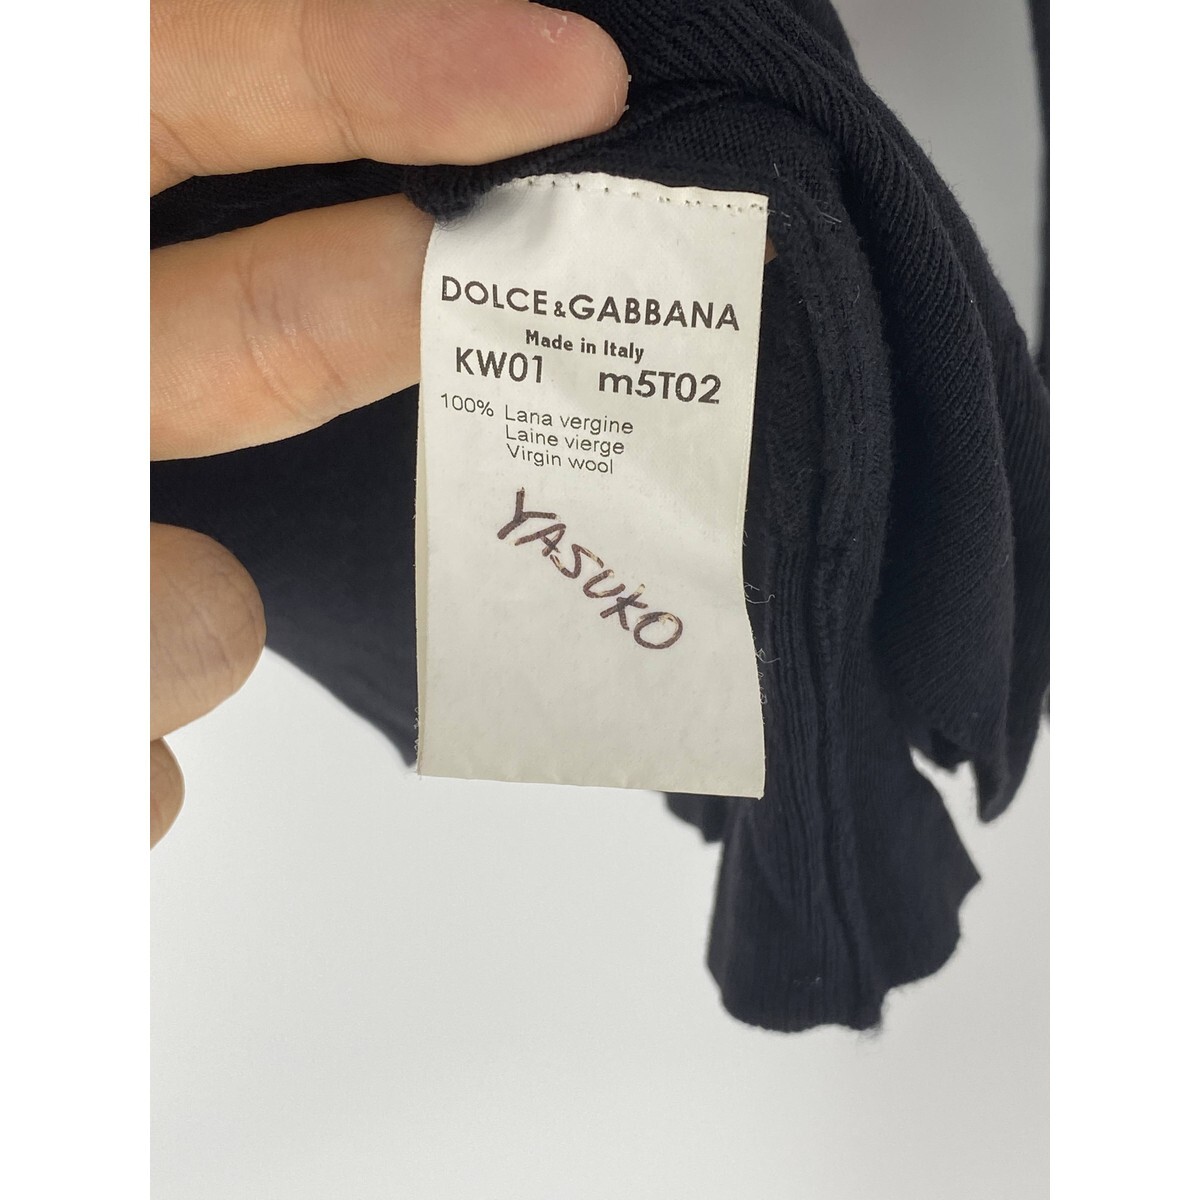 DOLCE&GABBANA
Made in Italy
KW01 m5T02
100% Lana vergine
Laine vierge
Virgin wool
YASUKO